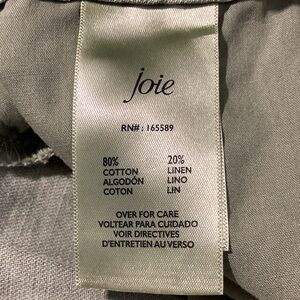 joie
RN#: 165589
80% 20%
COTTON LINEN
ALGODÓN LINO
COTON LIN
OVER FOR CARE
VOLTEAR PARA CUIDADO
VOIR DIRECTIVES
D'ENTRETIEN AU VERSO